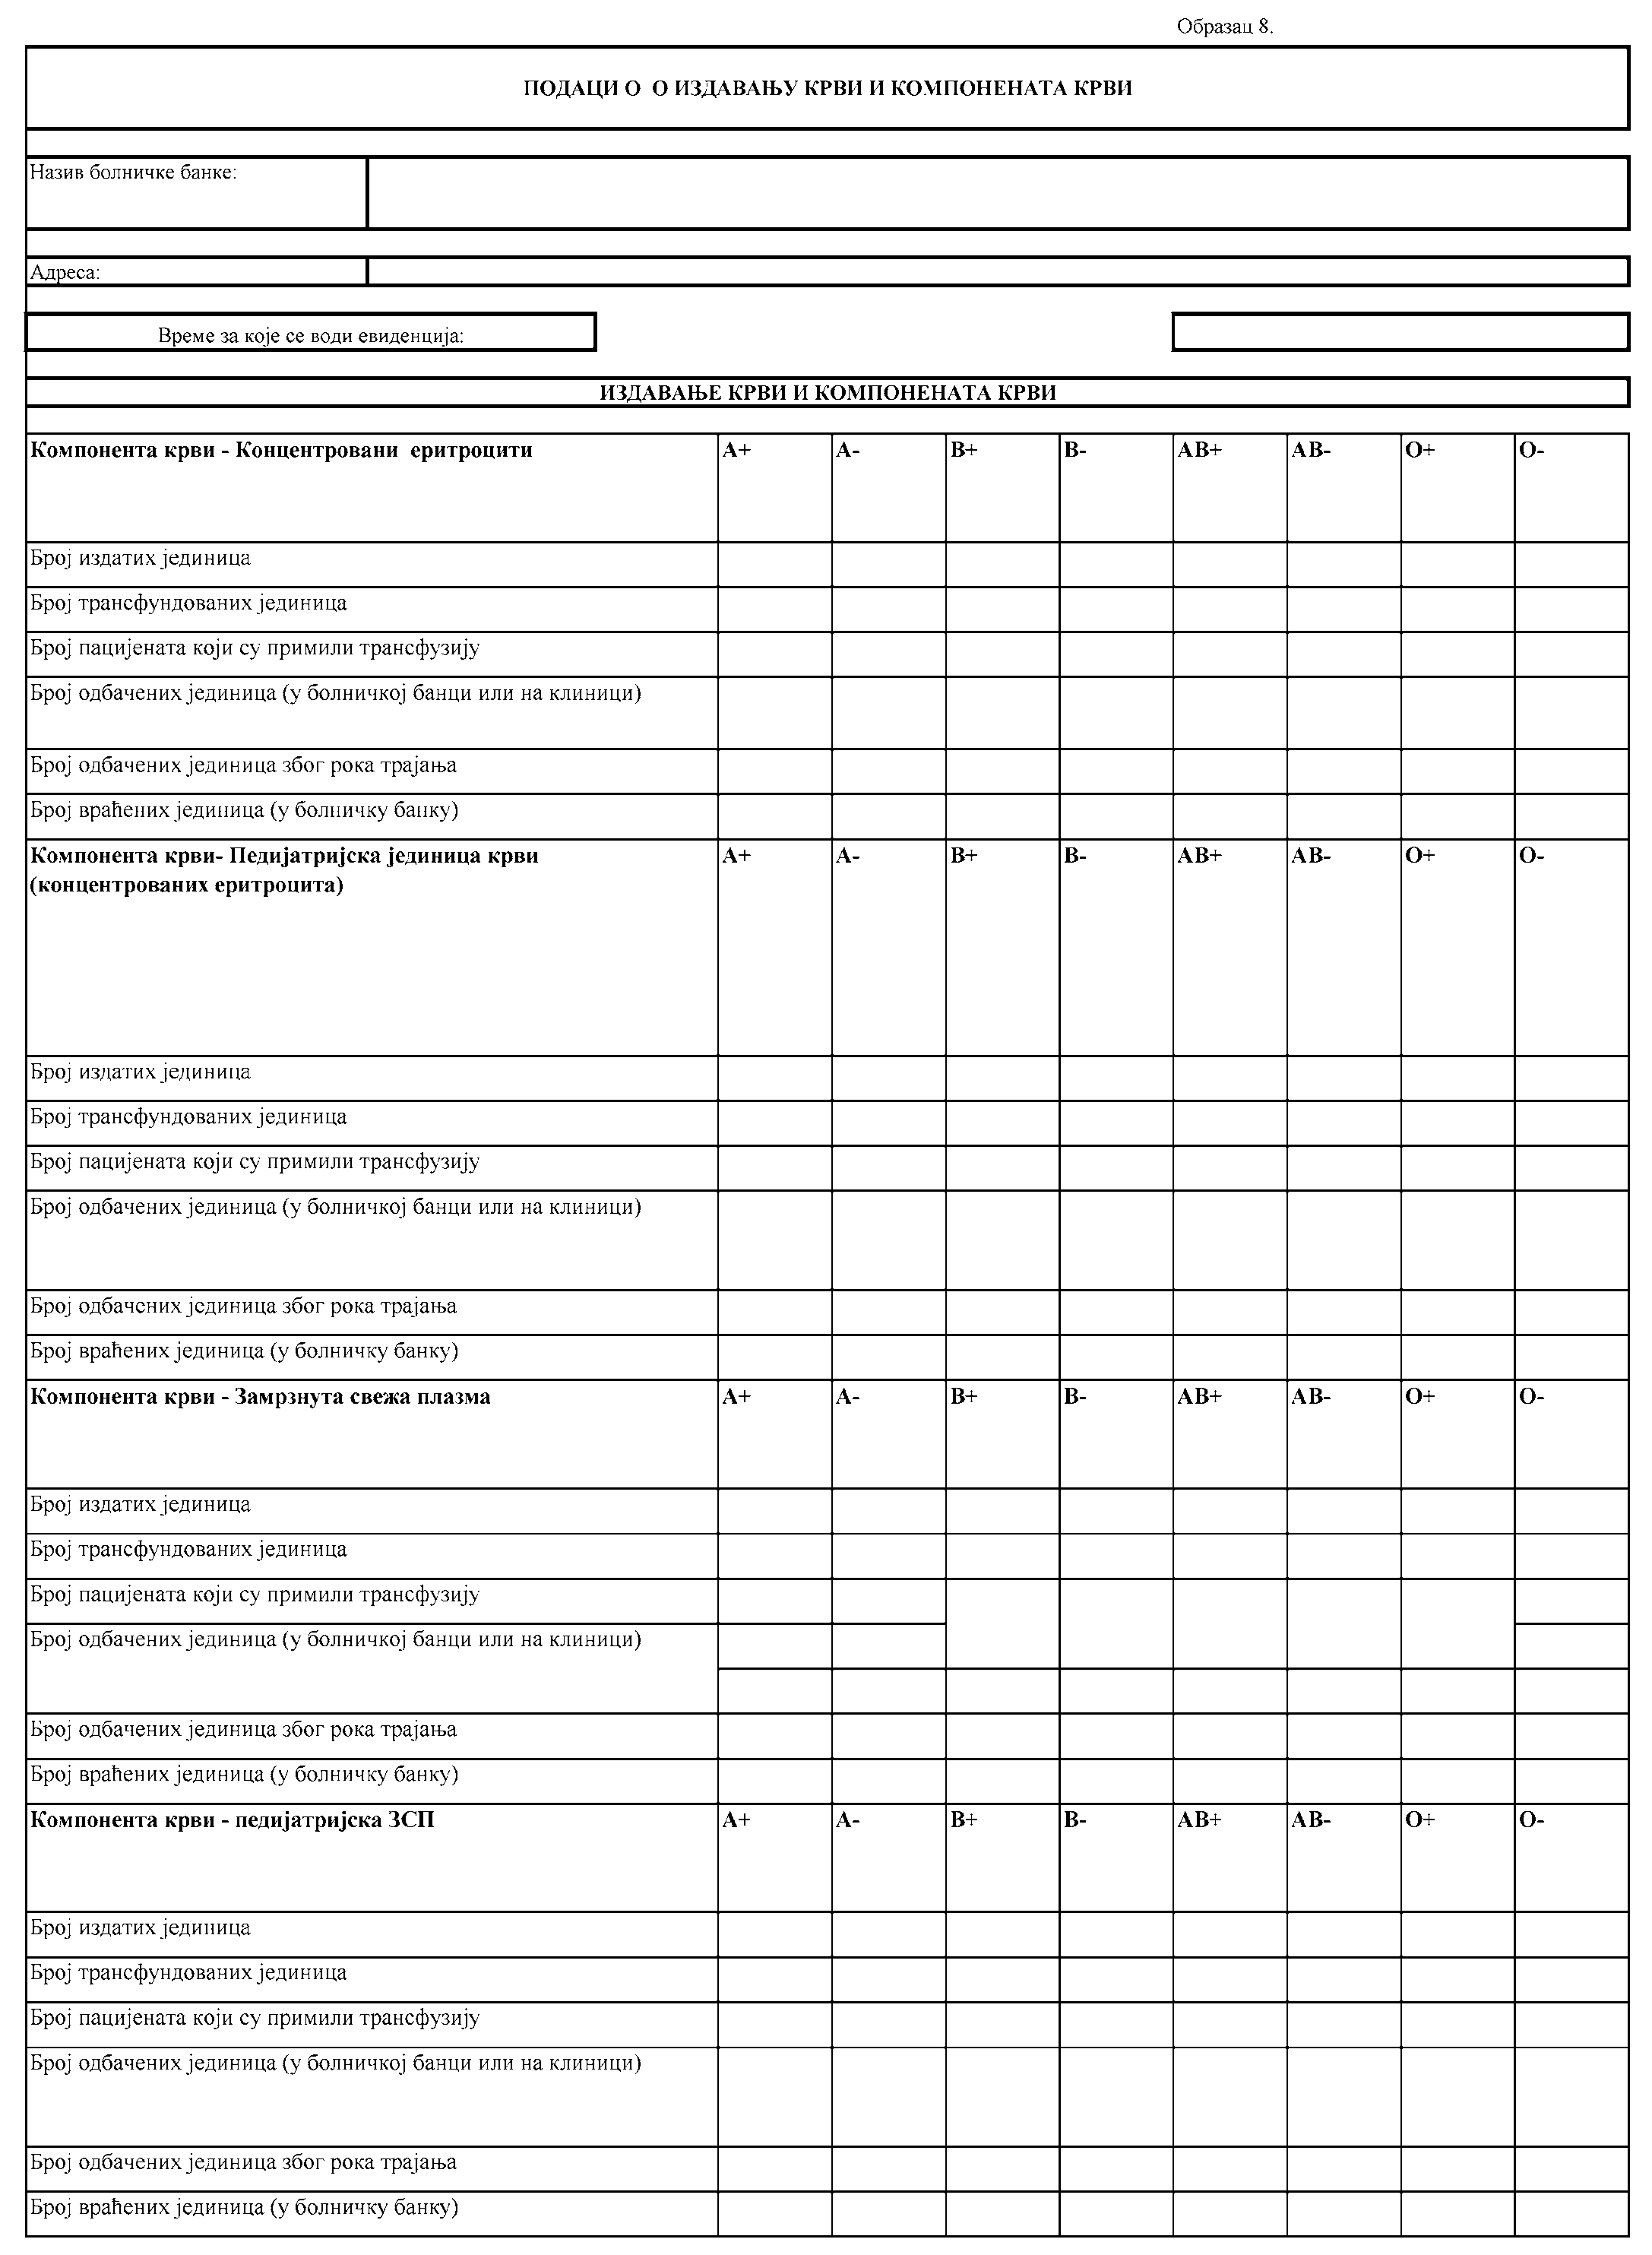 Образац 8.
ПОДАЦИ О  О ИЗДАВАЊУ КРВИ И КОМПОНЕНАТА КРВИ
Назив болничке банке:
Адреса:
Време за које се води евиденција:
ИЗДАВАЊЕ КРВИ И КОМПОНЕНАТА КРВИ
Компонента крви - Концентровани  еритроцити A+ A- B+ B- AB+ AB- O+ O-
Број издатих јединица
Број трансфундованих јединица
Број пацијената који су примили трансфузију
Број одбачених јединица (у болничкој банци или на клиници)
Број одбачених јединица због рока трајања
Број враћених јединица (у болничку банку)
Компонента крви- Педијатријска јединица крви A+ A- B+ B- AB+ AB- O+ O-
(концентрованих еритроцита)
Број издатих јединица
Број трансфундованих јединица
Број пацијената који су примили трансфузију
Број одбачених јединица (у болничкој банци или на клиници)
Број одбачених јединица због рока трајања
Број враћених јединица (у болничку банку)
Компонента крви - Замрзнута свежа плазма A+ A- B+ B- AB+ AB- O+ O-
Број издатих јединица
Број трансфундованих јединица
Број пацијената који су примили трансфузију
Број одбачених јединица (у болничкој банци или на клиници)
Број одбачених јединица због рока трајања
Број враћених јединица (у болничку банку)
Компонента крви - педијатријска ЗСП A+ A- B+ B- AB+ AB- O+ O-
Број издатих јединица
Број трансфундованих јединица
Број пацијената који су примили трансфузију
Број одбачених јединица (у болничкој банци или на клиници)
Број одбачених јединица због рока трајања
Број враћених јединица (у болничку банку)